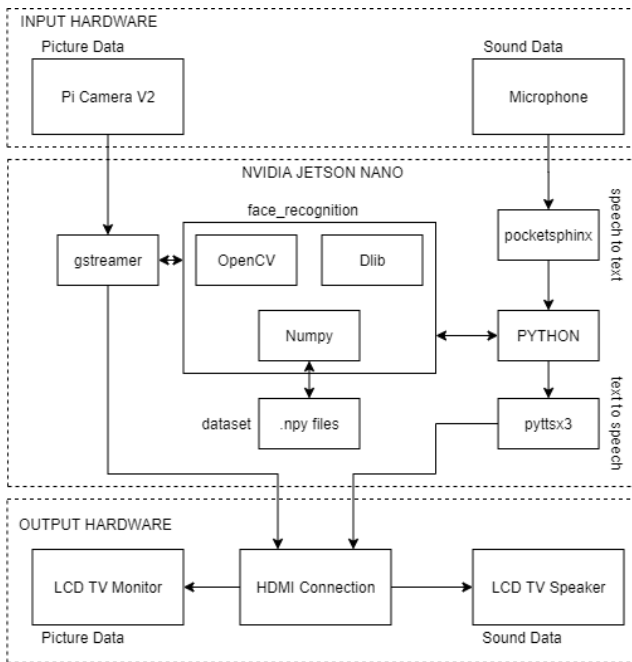 INPUT HARDWARE
Picture Data
Sound Data
Pi Camera V2
Microphone
NVIDIA JETSON NANO
face_recognition
speech to text
gstreamer
OpenCV
Dlib
pocketsphinx
Numpy
PYTHON
text to speech
dataset
.npy files
pyttsx3
OUTPUT HARDWARE
LCD TV Monitor
HDMI Connection
LCD TV Speaker
Picture Data
Sound Data